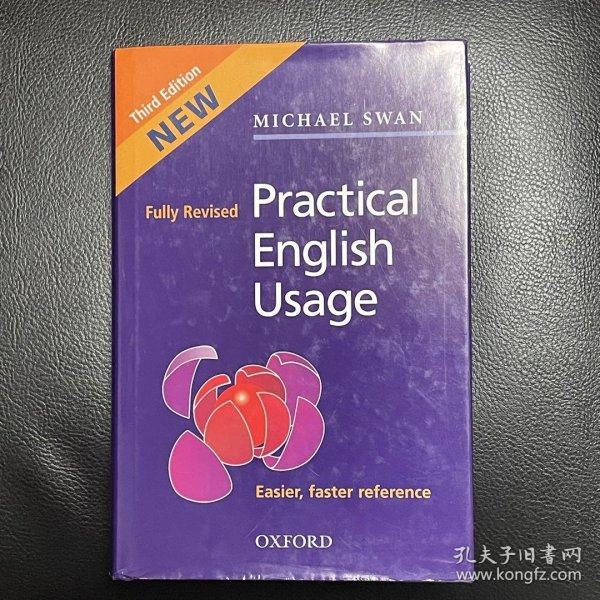 Third Edition
NEW
MICHAEL SWAN
Fully Revised
Practical
English
Usage
Easier, faster reference
OXFORD
孔夫子旧書网
www.kongfz.com